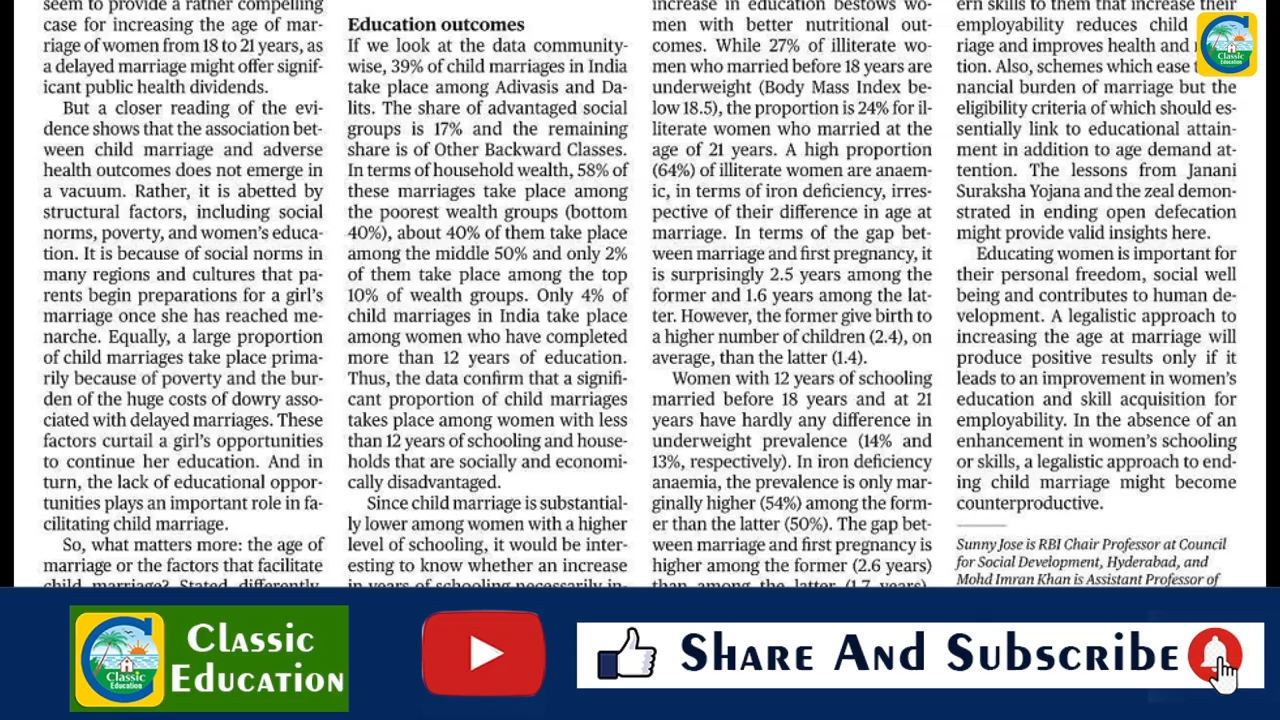 seem to provide a rather compelling
case for increasing the age of mar-
riage of women from 18 to 21 years, as
a delayed marriage might offer signif-
icant public health dividends.
But a closer reading of the evi-
dence shows that the association bet-
ween child marriage and adverse
health outcomes does not emerge in
a vacuum. Rather, it is abetted by
structural factors, including social
norms, poverty, and women's educa-
tion. It is because of social norms in
many regions and cultures that pa-
rents begin preparations for a girl's
marriage once she has reached me-
narche. Equally, a large proportion
of child marriages take place prima-
rily because of poverty and the bur-
den of the huge costs of dowry asso-
ciated with delayed marriages. These
factors curtail a girl's opportunities
to continue her education. And in
turn, the lack of educational oppor-
tunities plays an important role in fa-
cilitating child marriage.
So, what matters more: the age of
marriage or the factors that facilitate
child marriage? Stated differently,
Education outcomes
If we look at the data community-
wise, 39% of child marriages in India
take place among Adivasis and Da-
lits. The share of advantaged social
groups is 17% and the remaining
share is of Other Backward Classes.
In terms of household wealth, 58% of
these marriages take place among
the poorest wealth groups (bottom
40%), about 40% of them take place
among the middle 50% and only 2%
of them take place among the top
10% of wealth groups. Only 4% of
child marriages in India take place
among women who have completed
more than 12 years of education.
Thus, the data confirm that a signifi-
cant proportion of child marriages
takes place among women with less
than 12 years of schooling and house-
holds that are socially and economi-
cally disadvantaged.
Since child marriage is substantial-
ly lower among women with a higher
level of schooling, it would be inter-
esting to know whether an increase
in years of schooling necessarily in-
increase in education bestows wo-
men with better nutritional out-
comes. While 27% of illiterate wo-
men who married before 18 years are
underweight (Body Mass Index be-
low 18.5), the proportion is 24% for il-
literate women who married at the
age of 21 years. A high proportion
(64%) of illiterate women are anaem-
ic, in terms of iron deficiency, irres-
pective of their difference in age at
marriage. In terms of the gap bet-
ween marriage and first pregnancy, it
is surprisingly 2.5 years among the
former and 1.6 years among the lat-
ter. However, the former give birth to
a higher number of children (2.4), on
average, than the latter (1.4).
Women with 12 years of schooling
married before 18 years and at 21
years have hardly any difference in
underweight prevalence (14% and
13%, respectively). In iron deficiency
anaemia, the prevalence is only mar-
ginally higher (54%) among the form-
er than the latter (50%). The gap bet-
ween marriage and first pregnancy is
higher among the former (2.6 years)
than among the latter (1.7 years).
ern skills to them that increase their
employability reduces child
riage and improves health and
tion. Also, schemes which ease
nancial burden of marriage but the
eligibility criteria of which should es-
sentially link to educational attain-
ment in addition to age demand at-
tention. The lessons from Janani
Suraksha Yojana and the zeal demon-
strated in ending open defecation
might provide valid insights here.
Educating women is important for
their personal freedom, social well
being and contributes to human de-
velopment. A legalistic approach to
increasing the age at marriage will
produce positive results only if it
leads to an improvement in women's
education and skill acquisition for
employability. In the absence of an
enhancement in women's schooling
or skills, a legalistic approach to end-
ing child marriage might become
counterproductive.
Sunny Jose is RBI Chair Professor at Council
for Social Development, Hyderabad, and
Mohd Imran Khan is Assistant Professor of
Classic
Education
Classic
Education
Classic
Education
Share And Subscribe